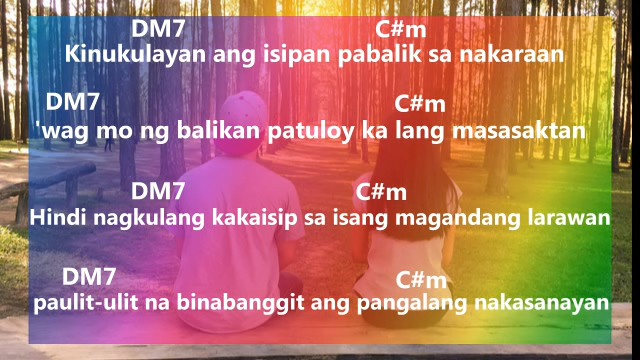 DM7 C#m
Kinukulayan ang isipan pabalik sa nakaraan
DM7 C#m
'wag mo ng balikan patuloy ka lang masasaktan
DM7 C#m
Hindi nagkulang kakaisip sa isang magandang larawan
DM7 C#m
paulit-ulit na binabanggit ang pangalang nakasanayan